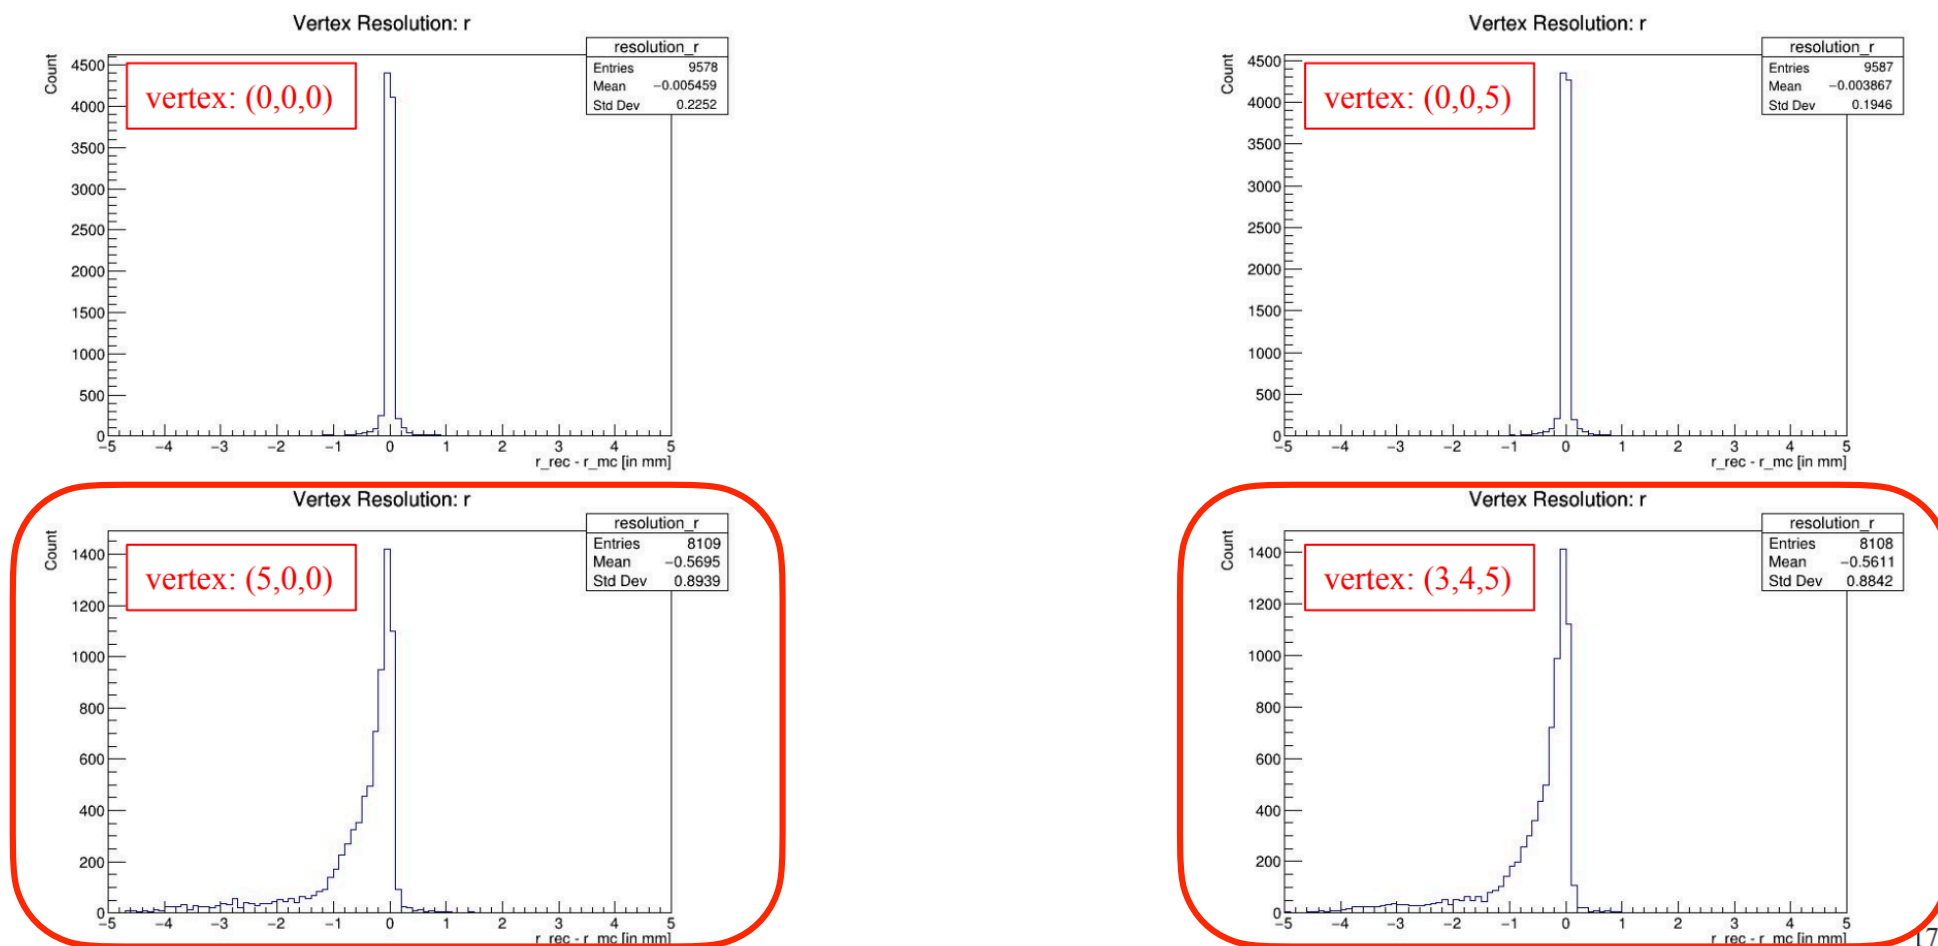 Vertex Resolution: r
resolution_r
Entries 9578
Mean −0.005459
Std Dev 0.2252
vertex: (0,0,0)
Count
4500
4000
3500
3000
2500
2000
1500
1000
500
0
−5 −4 −3 −2 −1 0 1 2 3 4 5
r_rec - r_mc [in mm]
Vertex Resolution: r
resolution_r
Entries 9587
Mean −0.003867
Std Dev 0.1946
vertex: (0,0,5)
Count
4500
4000
3500
3000
2500
2000
1500
1000
500
0
−5 −4 −3 −2 −1 0 1 2 3 4 5
r_rec - r_mc [in mm]
Vertex Resolution: r
resolution_r
Entries 8109
Mean −0.5695
Std Dev 0.8939
vertex: (5,0,0)
Count
1400
1200
1000
800
600
400
200
0
−5 −4 −3 −2 −1 0 1 2 3 4 5
r_rec - r_mc [in mm]
Vertex Resolution: r
resolution_r
Entries 8108
Mean −0.5611
Std Dev 0.8842
vertex: (3,4,5)
Count
1400
1200
1000
800
600
400
200
0
−5 −4 −3 −2 −1 0 1 2 3 4 5
r_rec - r_mc [in mm]
17